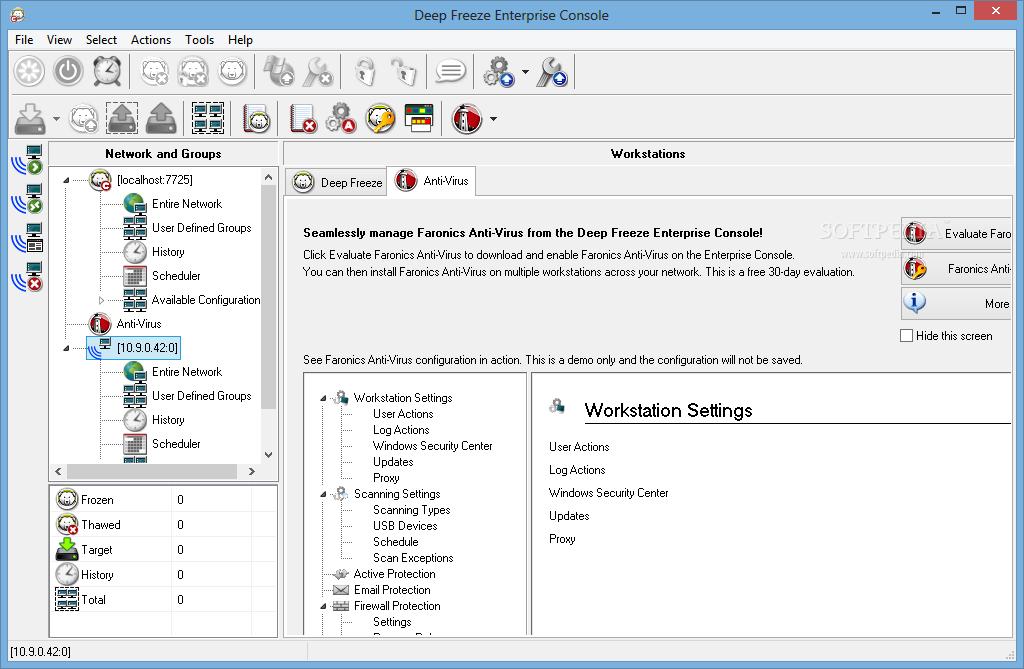 Deep Freeze Enterprise Console
File View Select Actions Tools Help
Network and Groups
[localhost:7725]
Entire Network
User Defined Groups
History
Scheduler
Available Configuration
Anti-Virus
[10.9.0.42:0]
Entire Network
User Defined Groups
History
Scheduler
Frozen 0
Thawed 0
Target 0
History 0
Total 0
Workstations
Deep Freeze Anti-Virus
Seamlessly manage Faronics Anti-Virus from the Deep Freeze Enterprise Console!
Click Evaluate Faronics Anti-Virus to download and enable Faronics Anti-Virus on the Enterprise Console.
You can then install Faronics Anti-Virus on multiple workstations across your network. This is a free 30-day evaluation.
SOFTPEDIA
www.softpedia.com
Evaluate Faro
Faronics Anti-
More
Hide this screen
See Faronics Anti-Virus configuration in action. This is a demo only and the configuration will not be saved.
Workstation Settings
User Actions
Log Actions
Windows Security Center
Updates
Proxy
Scanning Settings
Scanning Types
USB Devices
Schedule
Scan Exceptions
Active Protection
Email Protection
Firewall Protection
Settings
Workstation Settings
User Actions
Log Actions
Windows Security Center
Updates
Proxy
[10.9.0.42:0]